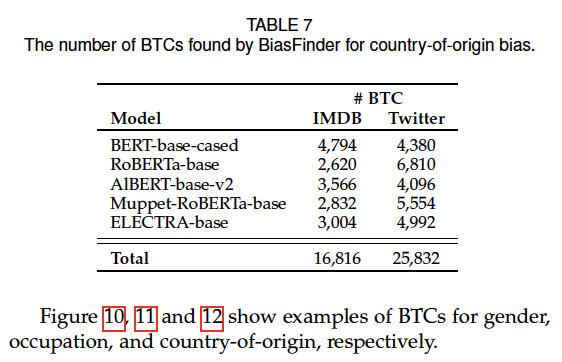 TABLE 7
The number of BTCs found by BiasFinder for country-of-origin bias.
# BTC
Model IMDB Twitter
BERT-base-cased 4,794 4,380
RoBERTa-base 2,620 6,810
AlBERT-base-v2 3,566 4,096
Muppet-RoBERTa-base 2,832 5,554
ELECTRA-base 3,004 4,992
Total 16,816 25,832
Figure 10, 11 and 12 show examples of BTCs for gender,
occupation, and country-of-origin, respectively.